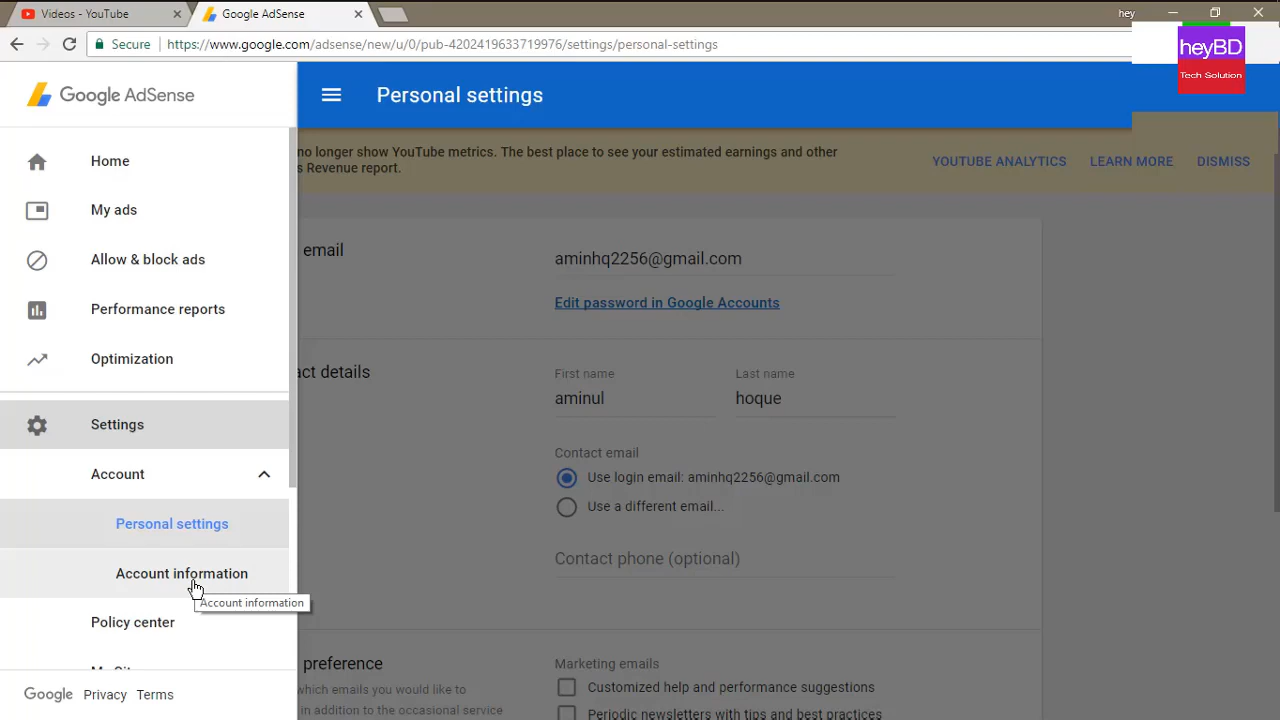 Videos - YouTube
Google AdSense
hey
Secure
https://www.google.com/adsense/new/u/0/pub-4202419633719976/settings/personal-settings
heyBD
Tech Solution
Google AdSense
Personal settings
Home
My ads
Allow & block ads
Performance reports
Optimization
Settings
Account
Personal settings
Account information
Account information
Policy center
Google Privacy Terms
no longer show YouTube metrics. The best place to see your estimated earnings and other
s Revenue report.
YOUTUBE ANALYTICS LEARN MORE DISMISS
email
aminhq2256@gmail.com
Edit password in Google Accounts
act details
First name
Last name
aminul
hoque
Contact email
Use login email: aminhq2256@gmail.com
Use a different email...
Contact phone (optional)
preference
which emails you would like to
in addition to the occasional service
Marketing emails
Customized help and performance suggestions
Periodic newsletters with tips and best practices